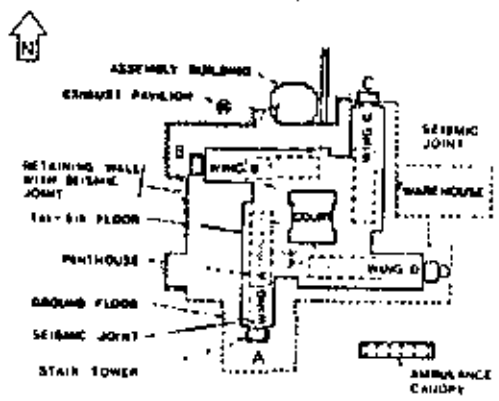 N
ASSEMBLY BUILDING
EXHAUST PAVILION
C
WING C
SEISMIC
JOINT
B
WING B
RETAINING WALL
WITH SEISMIC
JOINT
WAREHOUSE
COURT
FLOOR
PENTHOUSE
WING D
D
GROUND FLOOR
WING A
SEISMIC JOINT
A
STAIR TOWER
AMBULANCE
CANOPY